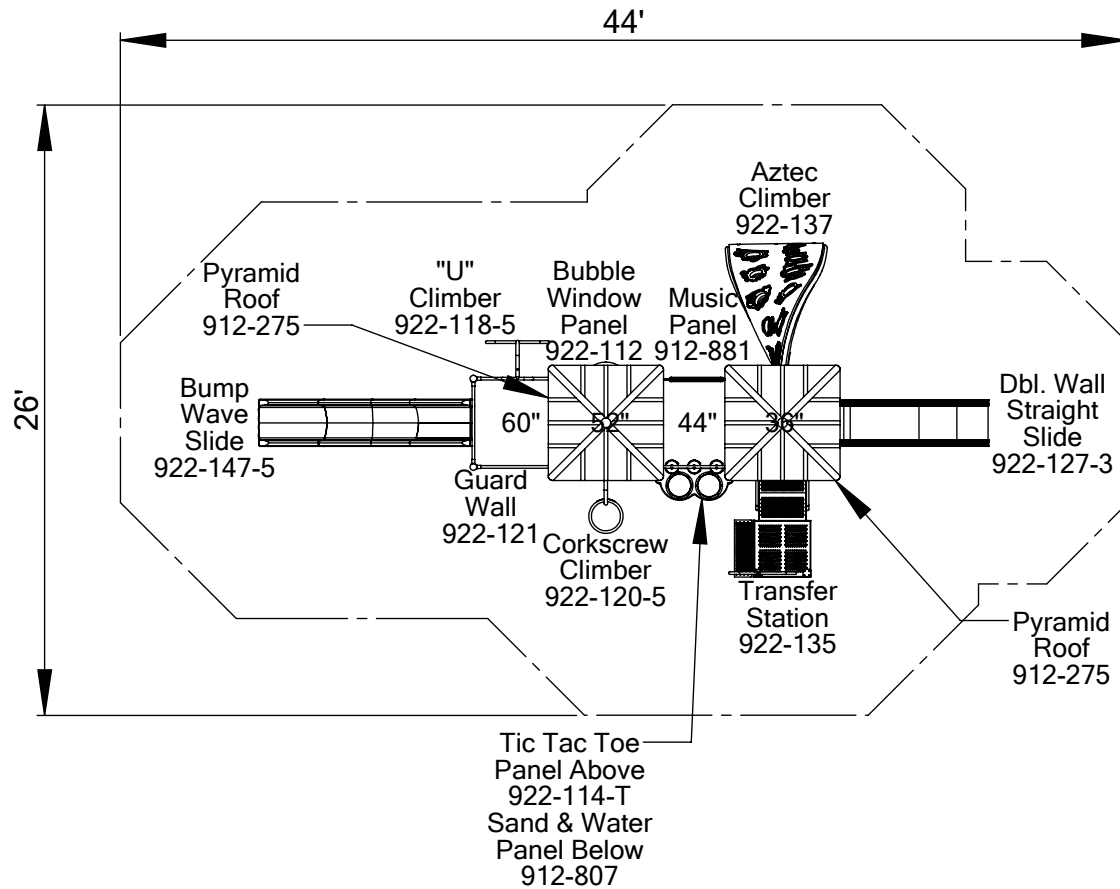 44'
26'
Aztec
Climber
922-137
Pyramid
Roof
912-275
"U"
Climber
922-118-5
Bubble
Window
Panel
922-112
Music
Panel
912-881
Bump
Wave
Slide
922-147-5
60"
52"
44"
36"
Dbl. Wall
Straight
Slide
922-127-3
Guard
Wall
922-121
Corkscrew
Climber
922-120-5
Transfer
Station
922-135
Pyramid
Roof
912-275
Tic Tac Toe
Panel Above
922-114-T
Sand & Water
Panel Below
912-807